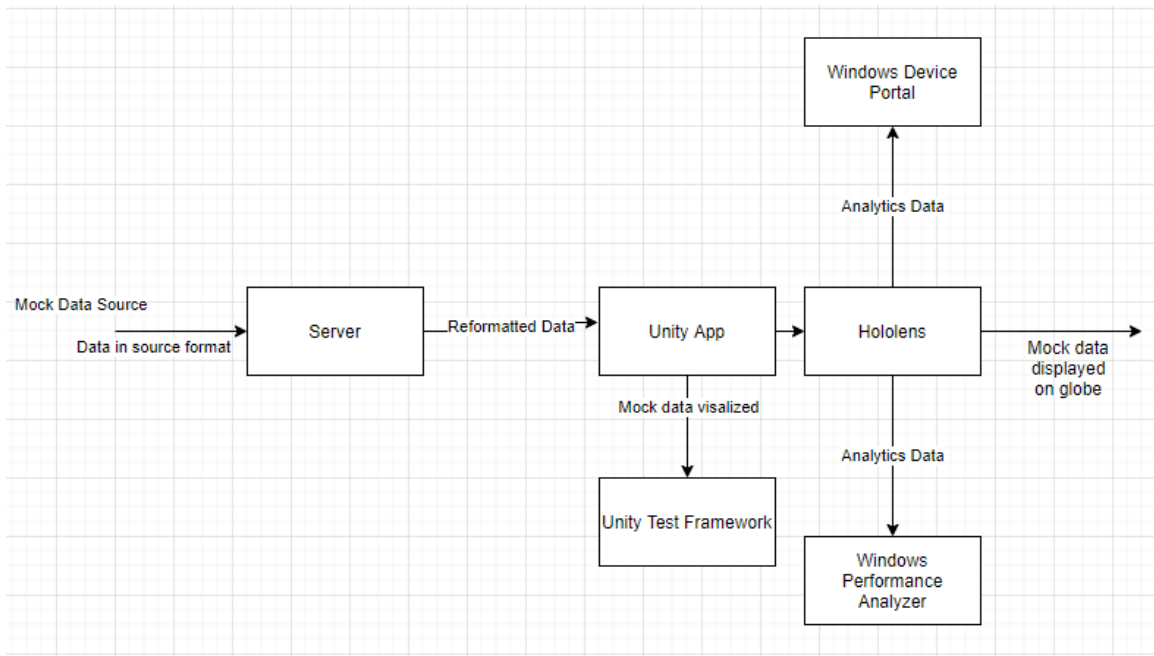 Windows Device
Portal
Analytics Data
Mock Data Source
Data in source format
Server
Reformatted Data
Unity App
Hololens
Mock data
displayed
on globe
Mock data visalized
Analytics Data
Unity Test Framework
Windows
Performance
Analyzer